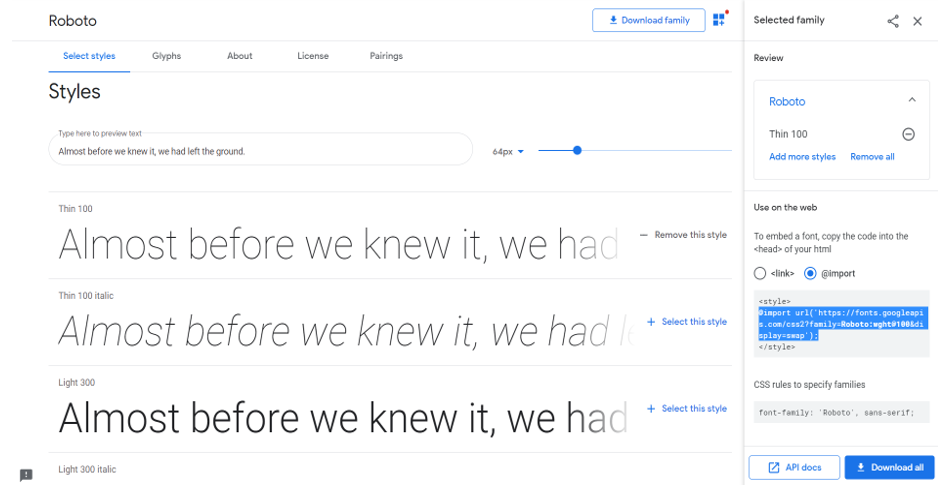 Roboto
Download family
Select styles
Glyphs
About
License
Pairings
Styles
Type here to preview text
Almost before we knew it, we had left the ground.
64px
Thin 100
Almost before we knew it, we had
Remove this style
Thin 100 italic
Almost before we knew it, we had le
Select this style
Light 300
Almost before we knew it, we had
Select this style
Light 300 italic
Selected family
Review
Roboto
Thin 100
Add more styles
Remove all
Use on the web
To embed a font, copy the code into the
<head> of your html
<link>
@import
<style>
@import url('https://fonts.googleapi
s.com/css2?family=Roboto:wght@100&di
splay=swap');
</style>
CSS rules to specify families
font-family: 'Roboto', sans-serif;
API docs
Download all